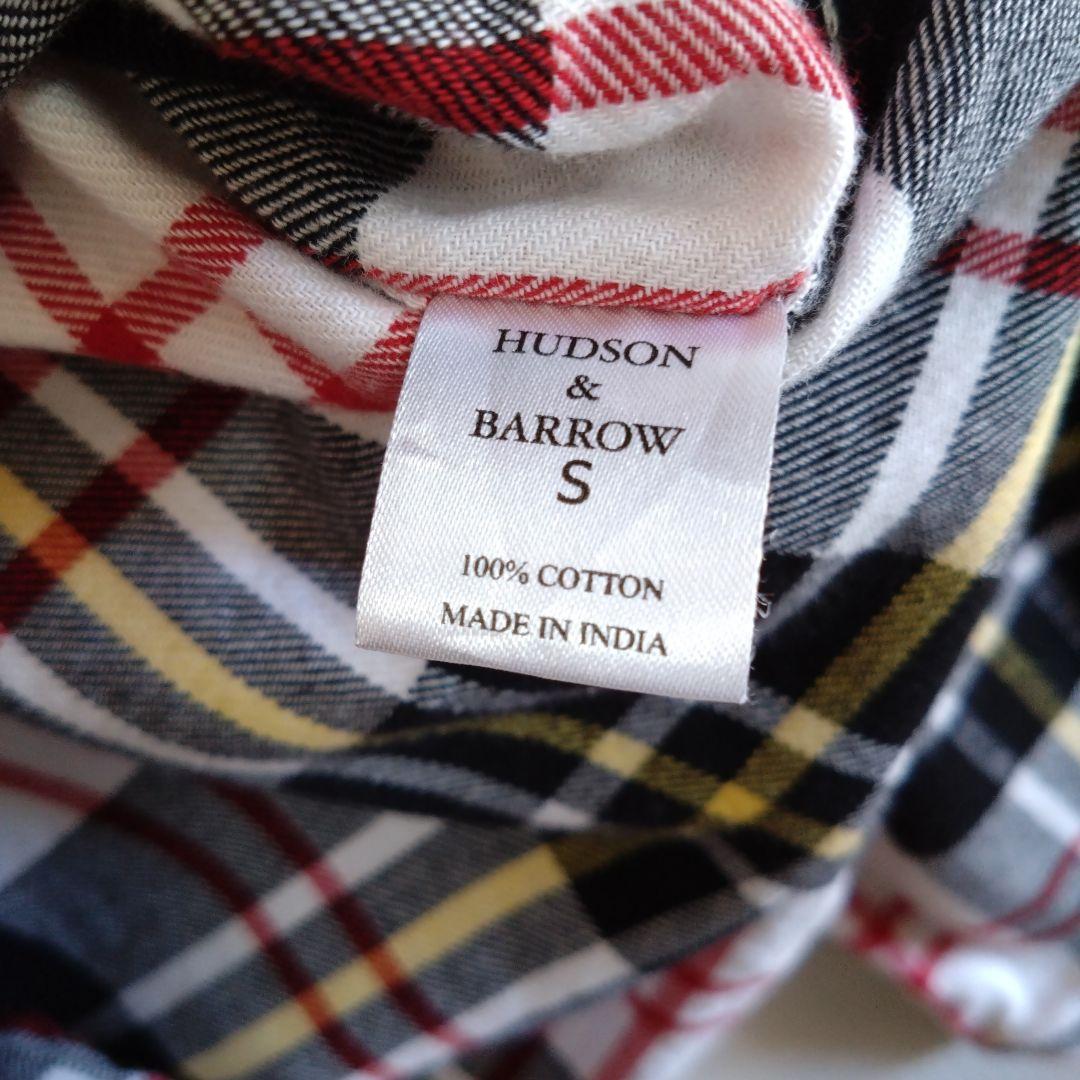 HUDSON
&
BARROW
S
100% COTTON
MADE IN INDIA